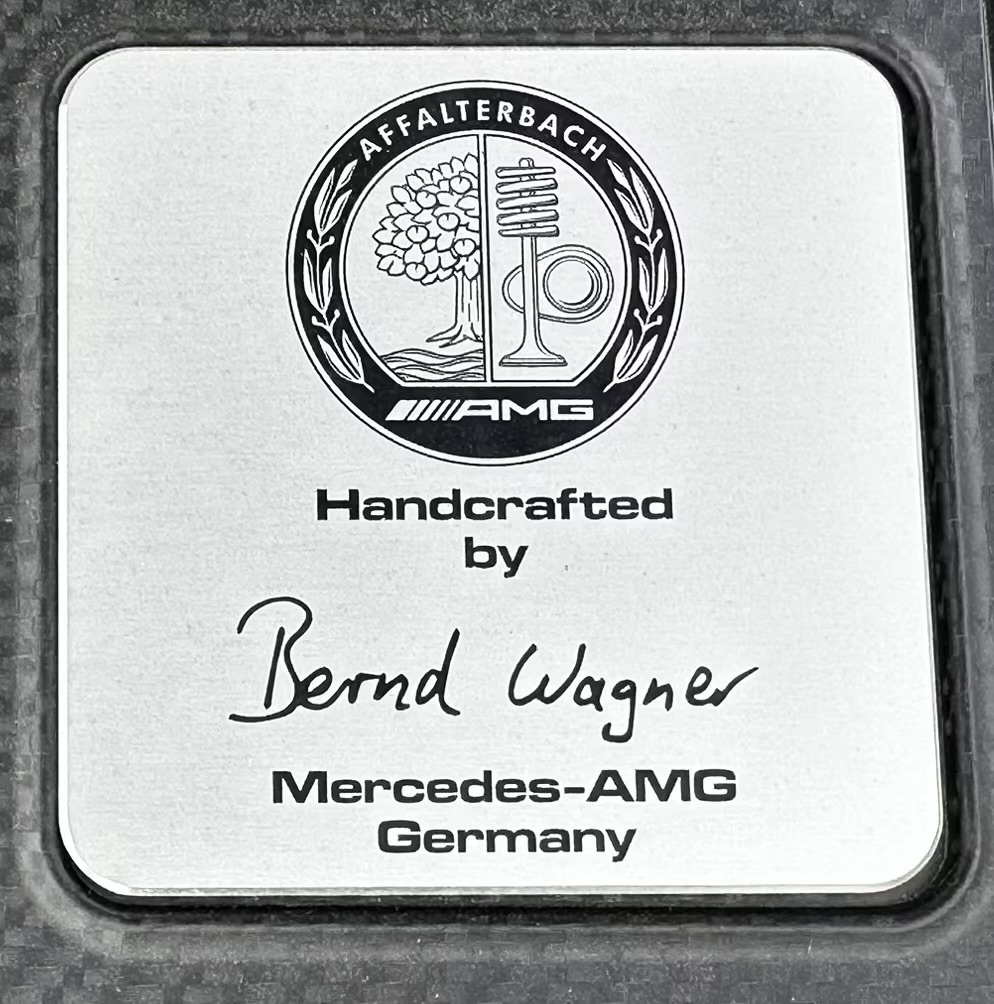 AFFALTERBACH
AMG
Handcrafted
by
Bernd Wagner
Mercedes-AMG
Germany